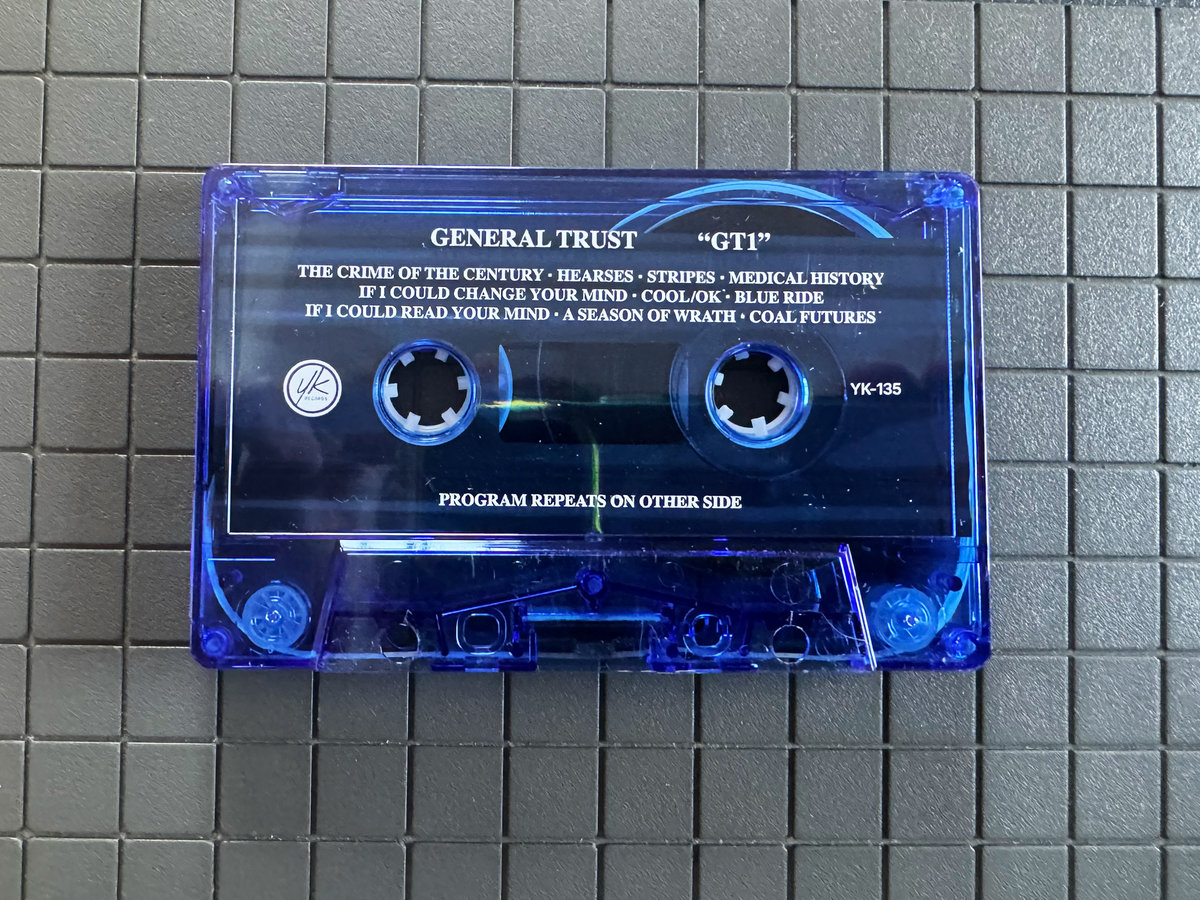 GENERAL TRUST “GT1”
THE CRIME OF THE CENTURY · HEARSES · STRIPES · MEDICAL HISTORY
IF I COULD CHANGE YOUR MIND · COOL/OK · BLUE RIDE
IF I COULD READ YOUR MIND · A SEASON OF WRATH · COAL FUTURES
YK
RECORDS
YK-135
PROGRAM REPEATS ON OTHER SIDE